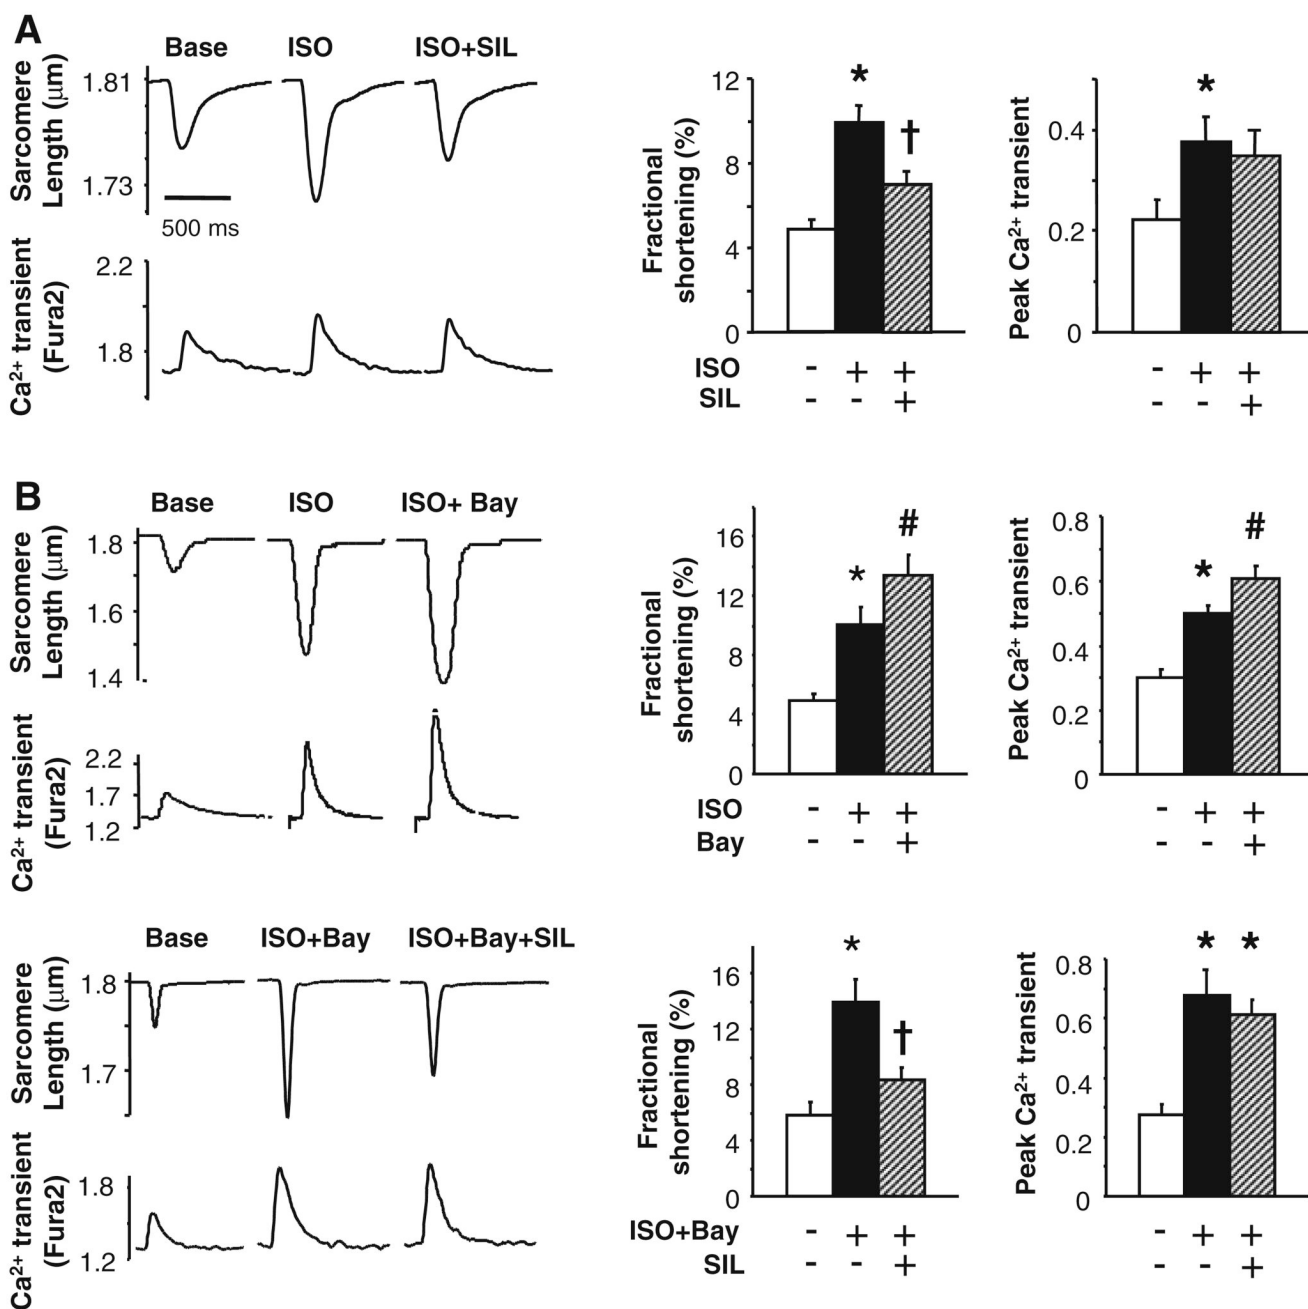 A
Base ISO ISO+SIL
Sarcomere
Length (μm)
1.81
1.73
500 ms
Ca²⁺ transient
(Fura2)
2.2
1.8
Fractional
shortening (%)
12
8
4
0
*
†
ISO - + +
SIL - - +
Peak Ca²⁺ transient
0.4
0.2
0
*
- + +
- - +
B
Base ISO ISO+ Bay
Sarcomere
Length (μm)
1.8
1.6
1.4
Ca²⁺ transient
(Fura2)
2.2
1.7
1.2
Fractional
shortening (%)
16
12
8
4
0
*
#
ISO - + +
Bay - - +
Peak Ca²⁺ transient
0.8
0.6
0.4
0.2
0
*
#
- + +
- - +
Base ISO+Bay ISO+Bay+SIL
Sarcomere
Length (μm)
1.8
1.7
Ca²⁺ transient
(Fura2)
1.8
1.2
Fractional
shortening (%)
16
12
8
4
0
*
†
ISO+Bay - + +
SIL - - +
Peak Ca²⁺ transient
0.8
0.6
0.4
0.2
0
* *
- + +
- - +